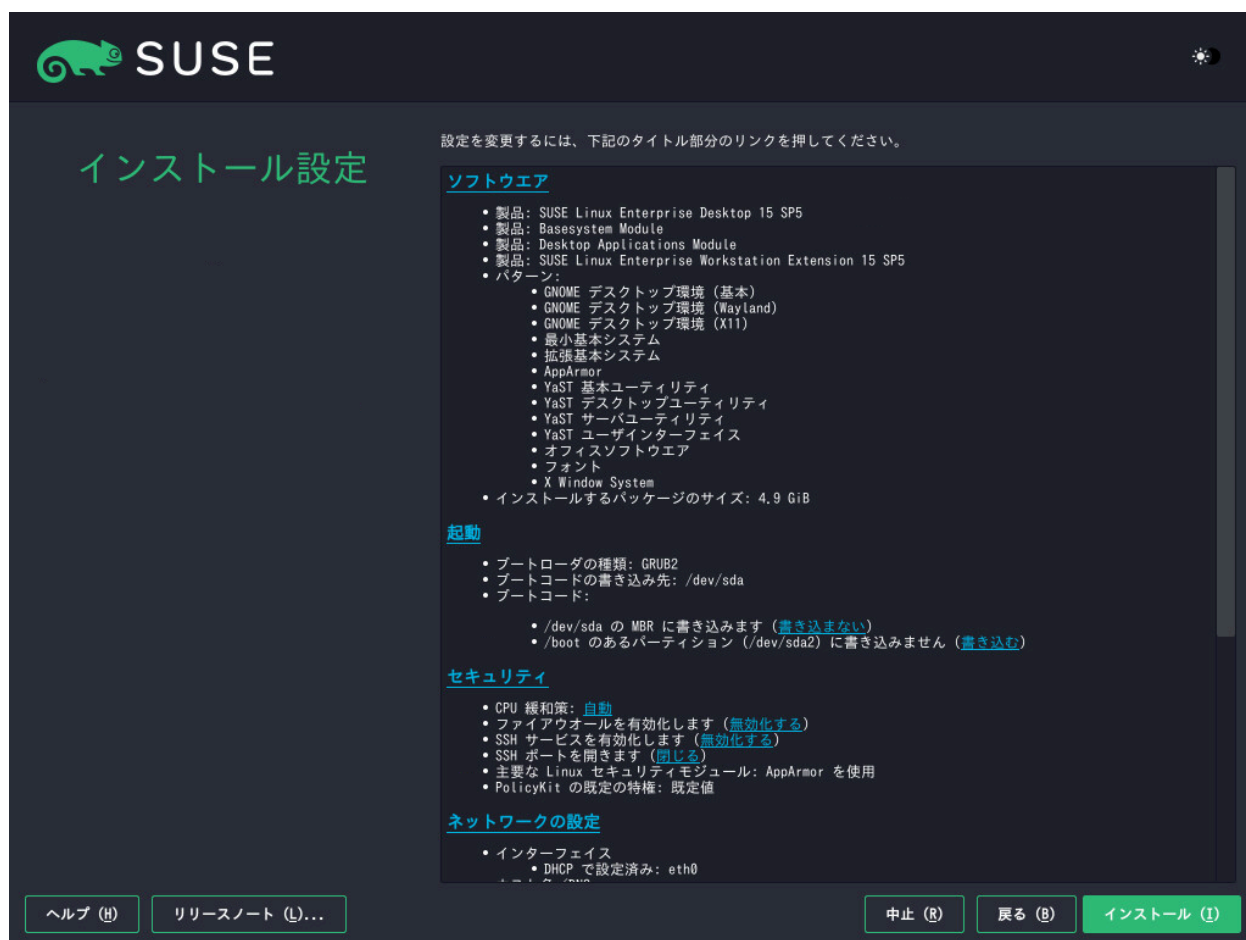 SUSE
インストール設定
設定を変更するには、下記のタイトル部分のリンクを押してください。
ソフトウエア
• 製品: SUSE Linux Enterprise Desktop 15 SP5
• 製品: Basesystem Module
• 製品: Desktop Applications Module
• 製品: SUSE Linux Enterprise Workstation Extension 15 SP5
• パターン:
• GNOME デスクトップ環境 (基本)
• GNOME デスクトップ環境 (Wayland)
• GNOME デスクトップ環境 (X11)
• 最小基本システム
• 拡張基本システム
• AppArmor
• YaST 基本ユーティリティ
• YaST デスクトップユーティリティ
• YaST サーバユーティリティ
• YaST ユーザインターフェイス
• オフィスソフトウエア
• フォント
• X Window System
• インストールするパッケージのサイズ: 4.9 GiB
起動
• ブートローダの種類: GRUB2
• ブートコードの書き込み先: /dev/sda
• ブートコード:
• /dev/sda の MBR に書き込みます (書き込まない)
• /boot のあるパーティション (/dev/sda2) に書き込みません (書き込む)
セキュリティ
• CPU 緩和策: 自動
• ファイアウオールを有効化します (無効化する)
• SSH サービスを有効化します (無効化する)
• SSH ポートを開きます (閉じる)
• 主要な Linux セキュリティモジュール: AppArmor を使用
• PolicyKit の既定の特権: 既定値
ネットワークの設定
• インターフェイス
• DHCP で設定済み: eth0
ヘルプ (H)
リリースノート (L)...
中止 (R)
戻る (B)
インストール (I)